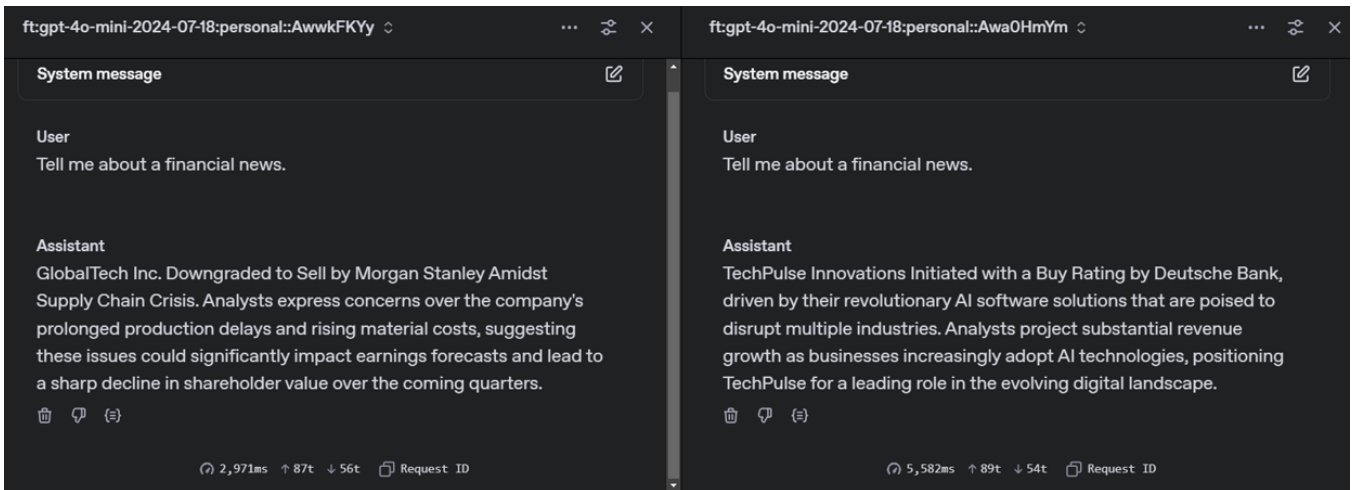 ft:gpt-4o-mini-2024-07-18:personal::AwwkFKYy
System message
User
Tell me about a financial news.
Assistant
GlobalTech Inc. Downgraded to Sell by Morgan Stanley Amidst
Supply Chain Crisis. Analysts express concerns over the company's
prolonged production delays and rising material costs, suggesting
these issues could significantly impact earnings forecasts and lead to
a sharp decline in shareholder value over the coming quarters.
2,971ms ↑87t ↓56t Request ID
ft:gpt-4o-mini-2024-07-18:personal::Awa0HmYm
System message
User
Tell me about a financial news.
Assistant
TechPulse Innovations Initiated with a Buy Rating by Deutsche Bank,
driven by their revolutionary AI software solutions that are poised to
disrupt multiple industries. Analysts project substantial revenue
growth as businesses increasingly adopt AI technologies, positioning
TechPulse for a leading role in the evolving digital landscape.
5,582ms ↑89t ↓54t Request ID